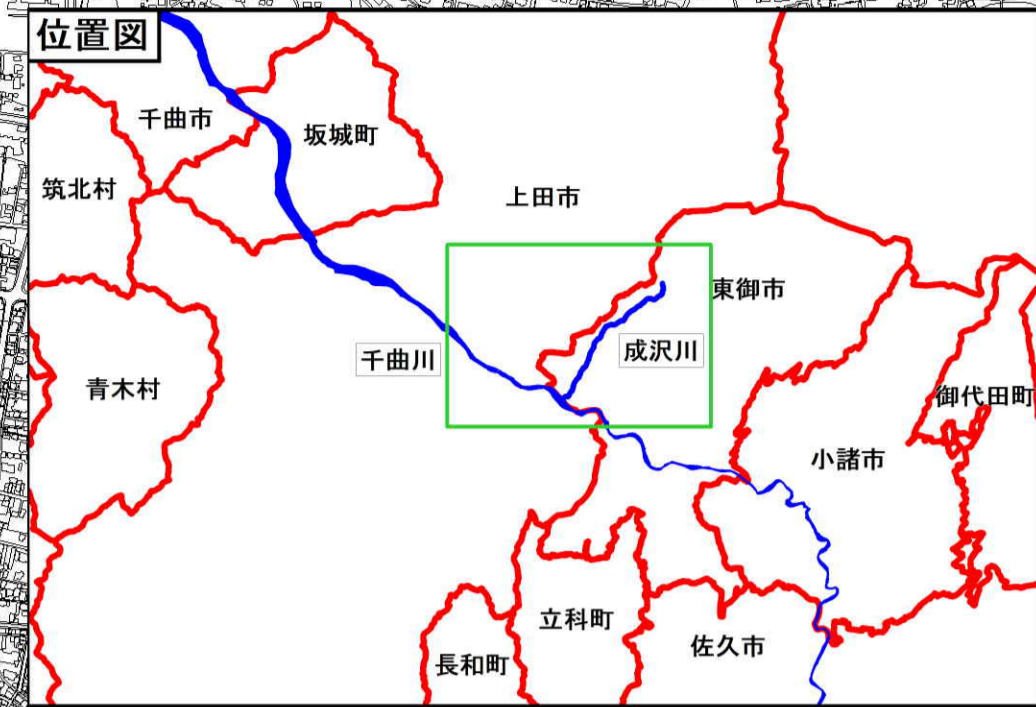 位置図
千曲市
坂城町
筑北村
上田市
東御市
千曲川
成沢川
青木村
御代田町
小諸市
立科町
佐久市
長和町